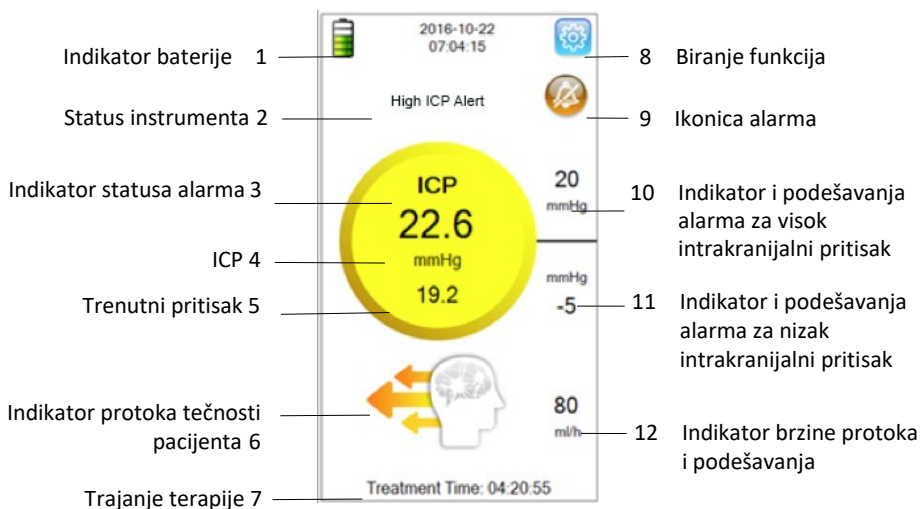 Indikator baterije 1
Status instrumenta 2
Indikator statusa alarma 3
ICP 4
Trenutni pritisak 5
Indikator protoka tečnosti
pacijenta 6
Trajanje terapije 7
2016-10-22
07:04:15
High ICP Alert
ICP
22.6
mmHg
19.2
20
mmHg
mmHg
-5
80
ml/h
Treatment Time: 04:20:55
8 Biranje funkcija
9 Ikonica alarma
10 Indikator i podešavanja
alarma za visok
intrakranijalni pritisak
11 Indikator i podešavanja
alarma za nizak
intrakranijalni pritisak
12 Indikator brzine protoka
i podešavanja